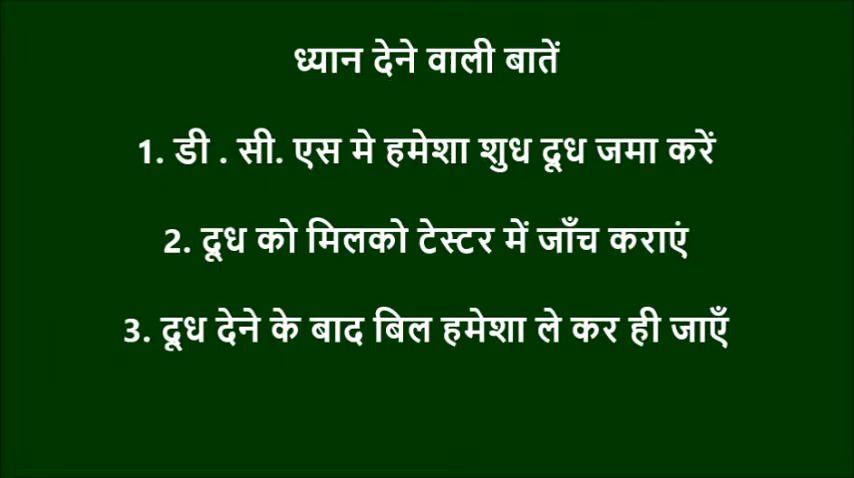 ध्यान देने वाली बातें
1. डी . सी. एस मे हमेशा शुध दूध जमा करें
2. दूध को मिलको टेस्टर में जाँच कराएं
3. दूध देने के बाद बिल हमेशा ले कर ही जाएँ